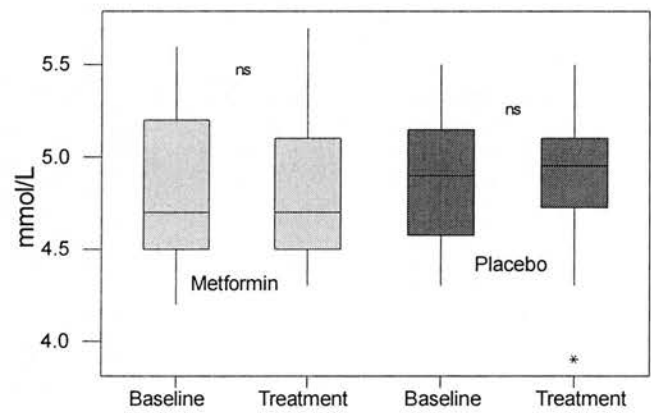 mmol/L
5.5
5.0
4.5
4.0
ns
ns
Metformin
Placebo
*
Baseline
Treatment
Baseline
Treatment